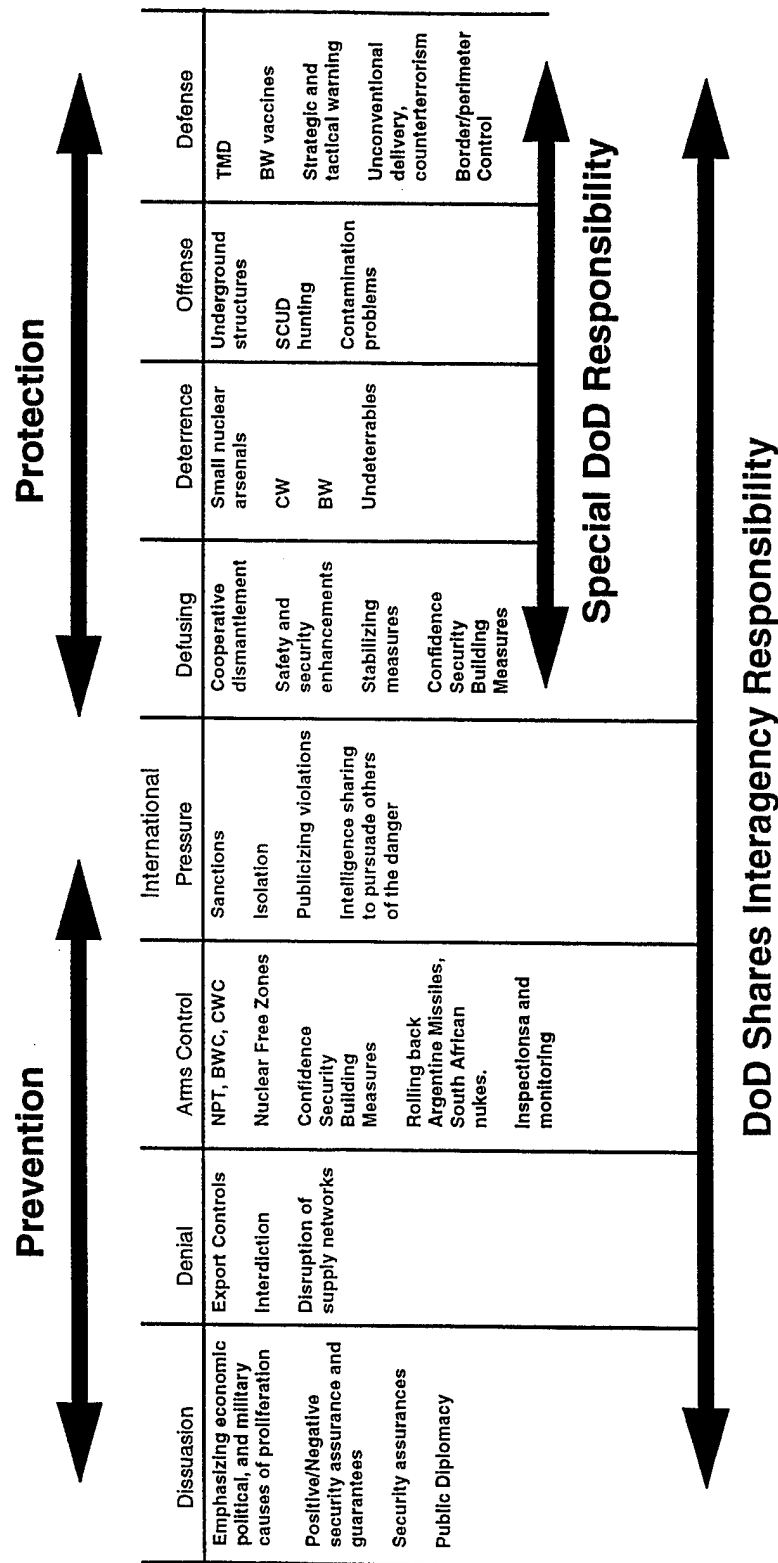 Prevention
Protection
Dissuasion
Emphasizing economic
political, and military
causes of proliferation
Positive/Negative
security assurance and
guarantees
Security assurances
Public Diplomacy
Denial
Export Controls
Interdiction
Disruption of
supply networks
Arms Control
NPT, BWC, CWC
Nuclear Free Zones
Confidence
Security
Building
Measures
Rolling back
Argentine Missiles,
South African
nukes.
Inspectionsa and
monitoring
International
Pressure
Sanctions
Isolation
Publicizing violations
Intelligence sharing
to pursuade others
of the danger
Defusing
Cooperative
dismantlement
Safety and
security
enhancements
Stabilizing
measures
Confidence
Security
Building
Measures
Deterrence
Small nuclear
arsenals
CW
BW
Undeterrables
Offense
Underground
structures
SCUD
hunting
Contamination
problems
Defense
TMD
BW vaccines
Strategic and
tactical warning
Unconventional
delivery,
counterterrorism
Border/perimeter
Control
Special DoD Responsibility
DoD Shares Interagency Responsibility